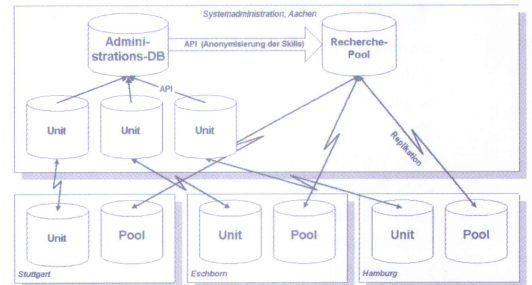 Systemadministration, Aachen
Admini-
strations-DB
API (Anonymisierung der Skills)
Recherche-
Pool
API
Unit
Unit
Unit
Replikation
Unit
Pool
Unit
Pool
Unit
Pool
Stuttgart
Eschborn
Hamburg